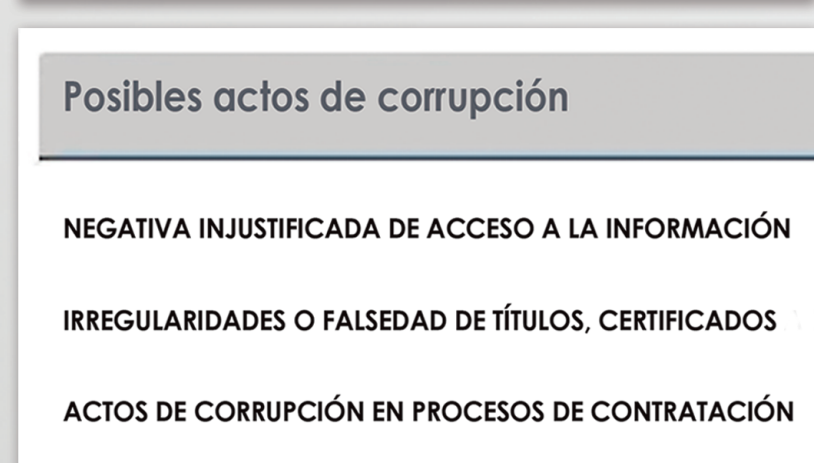 Posibles actos de corrupción
NEGATIVA INJUSTIFICADA DE ACCESO A LA INFORMACIÓN
IRREGULARIDADES O FALSEDAD DE TÍTULOS, CERTIFICADOS
ACTOS DE CORRUPCIÓN EN PROCESOS DE CONTRATACIÓN